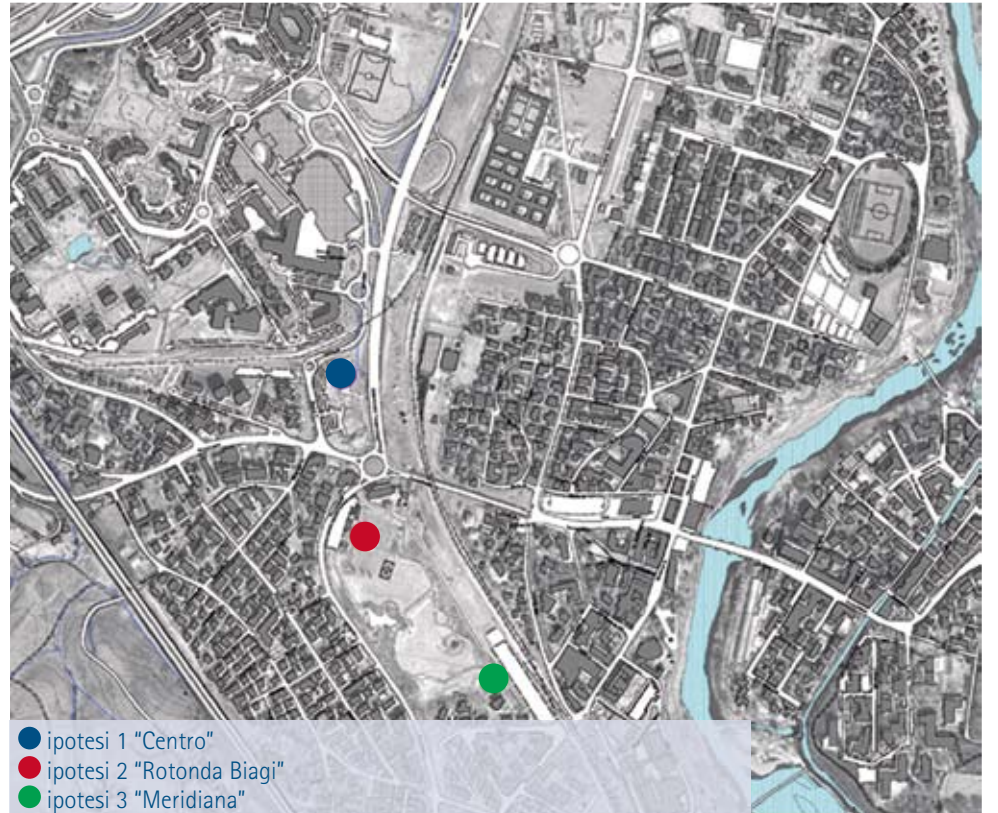 ipotesi 1 “Centro”
ipotesi 2 “Rotonda Biagi”
ipotesi 3 “Meridiana”